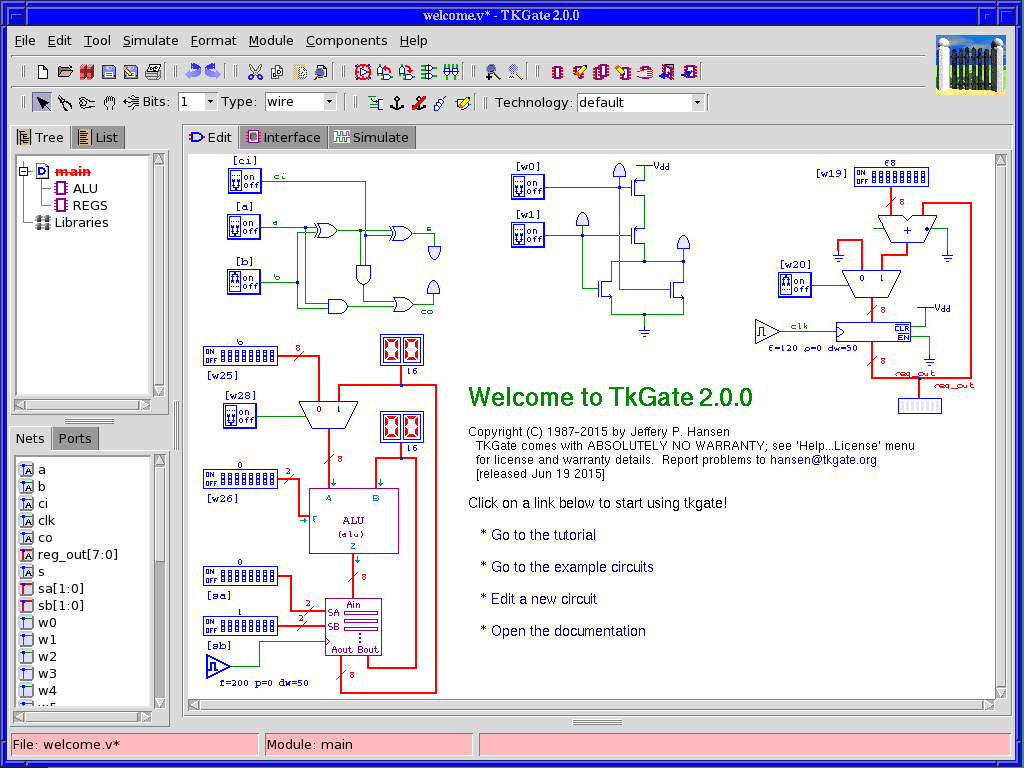 welcome.v* - TKGate 2.0.0
File Edit Tool Simulate Format Module Components Help
Bits: 1 Type: wire Technology: default
Tree List
Edit Interface Simulate
main
ALU
REGS
Libraries
Nets Ports
a
b
ci
clk
co
reg_out[7:0]
s
sa[1:0]
sb[1:0]
w0
w1
w2
w3
w4
w5
[ci]
on
off
ci
[a]
on
off
a
s
[b]
on
off
b
co
[w0]
on
off
Vdd
[w1]
on
off
[w19]
f8
ON
OFF
8
+
[w20]
on
off
0 1
8
Vdd
clk
CLR
EN
f=120 p=0 dw=50
8
reg_out
reg_out
b
ON
OFF
[w25]
8
00
16
[w28]
on
off
0 1
00
16
8
0
ON
OFF
[w26]
2
A B
F
ALU
(alu)
Z
8
0
ON
OFF
[sa]
2
1
ON
OFF
[sb]
2
Ain
SA
SB
Aout Bout
8
f=200 p=0 dw=50
Welcome to TkGate 2.0.0
Copyright (C) 1987-2015 by Jeffery P. Hansen
TKGate comes with ABSOLUTELY NO WARRANTY; see 'Help...License' menu
for license and warranty details. Report problems to hansen@tkgate.org
[released Jun 19 2015]
Click on a link below to start using tkgate!
* Go to the tutorial
* Go to the example circuits
* Edit a new circuit
* Open the documentation
File: welcome.v*
Module: main